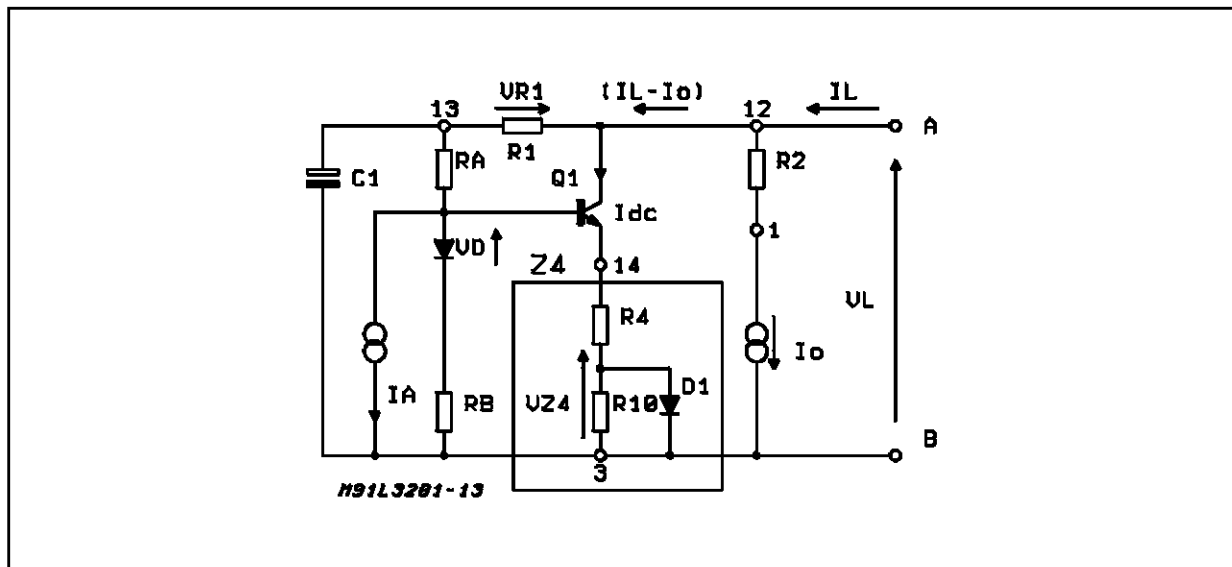 VR1 (IL-Io) IL
13 12
A
R1
RA R2
C1 Q1
Idc
VD 1
Z4 14
R4 VL
Io
D1
IA RB VZ4 R10
B
3
M91L3201-13